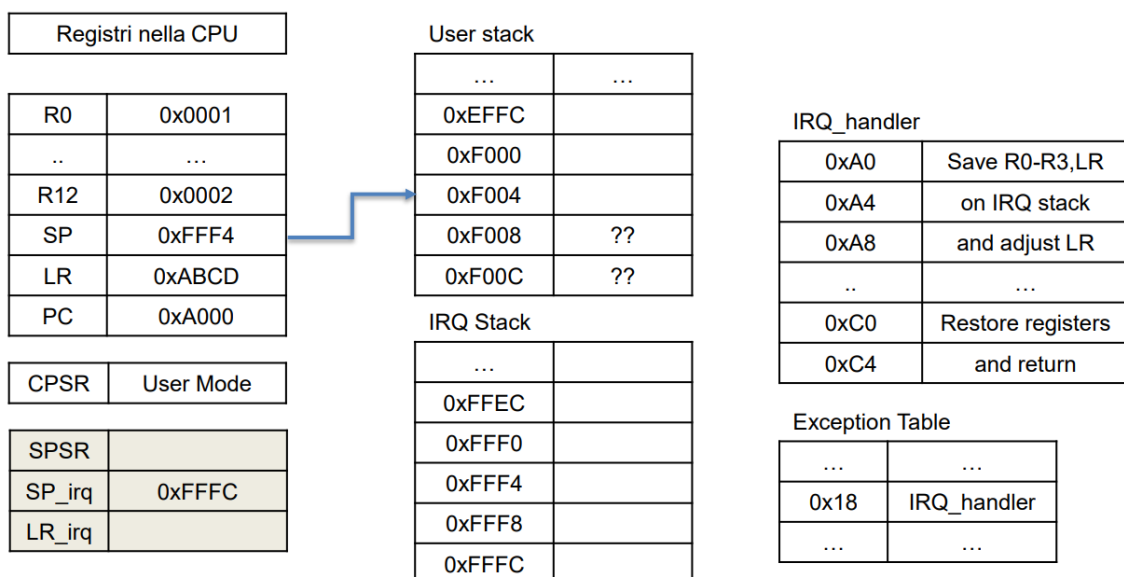 Registri nella CPU
R0 0x0001
.. …
R12 0x0002
SP 0xFFF4
LR 0xABCD
PC 0xA000
CPSR User Mode
SPSR
SP_irq 0xFFFC
LR_irq
User stack
… …
0xEFFC
0xF000
0xF004
0xF008 ??
0xF00C ??
IRQ Stack
…
0xFFEC
0xFFF0
0xFFF4
0xFFF8
0xFFFC
IRQ_handler
0xA0 Save R0-R3,LR
0xA4 on IRQ stack
0xA8 and adjust LR
.. …
0xC0 Restore registers
0xC4 and return
Exception Table
… …
0x18 IRQ_handler
… …